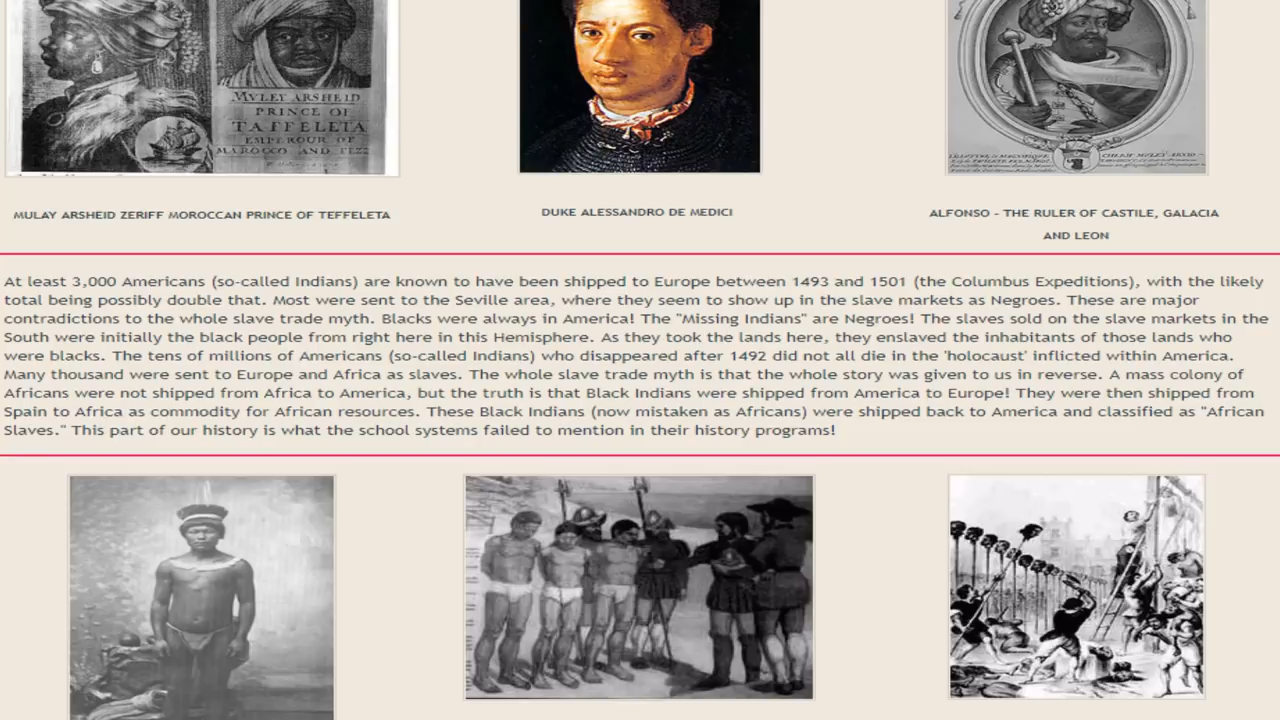 MVLEY ARSHEID
PRINCE OF
TAFFELETA
EMPEROUR OF
MAROCCO AND FEZZ
MULAY ARSHEID ZERIFF MOROCCAN PRINCE OF TEFFELETA
DUKE ALESSANDRO DE MEDICI
ALFONSO - THE RULER OF CASTILE, GALACIA
AND LEON
At least 3,000 Americans (so-called Indians) are known to have been shipped to Europe between 1493 and 1501 (the Columbus Expeditions), with the likely
total being possibly double that. Most were sent to the Seville area, where they seem to show up in the slave markets as Negroes. These are major
contradictions to the whole slave trade myth. Blacks were always in America! The "Missing Indians" are Negroes! The slaves sold on the slave markets in the
South were initially the black people from right here in this Hemisphere. As they took the lands here, they enslaved the inhabitants of those lands who
were blacks. The tens of millions of Americans (so-called Indians) who disappeared after 1492 did not all die in the 'holocaust' inflicted within America.
Many thousand were sent to Europe and Africa as slaves. The whole slave trade myth is that the whole story was given to us in reverse. A mass colony of
Africans were not shipped from Africa to America, but the truth is that Black Indians were shipped from America to Europe! They were then shipped from
Spain to Africa as commodity for African resources. These Black Indians (now mistaken as Africans) were shipped back to America and classified as "African
Slaves." This part of our history is what the school systems failed to mention in their history programs!